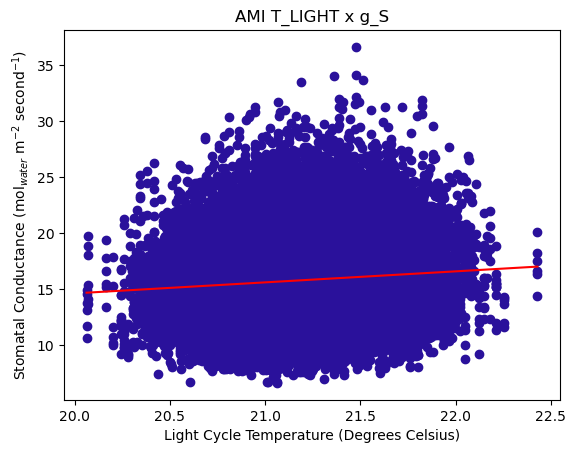 AMI T_LIGHT x g_S
Stomatal Conductance (mol_water m⁻² second⁻¹)
35
30
25
20
15
10
20.0 20.5 21.0 21.5 22.0 22.5
Light Cycle Temperature (Degrees Celsius)